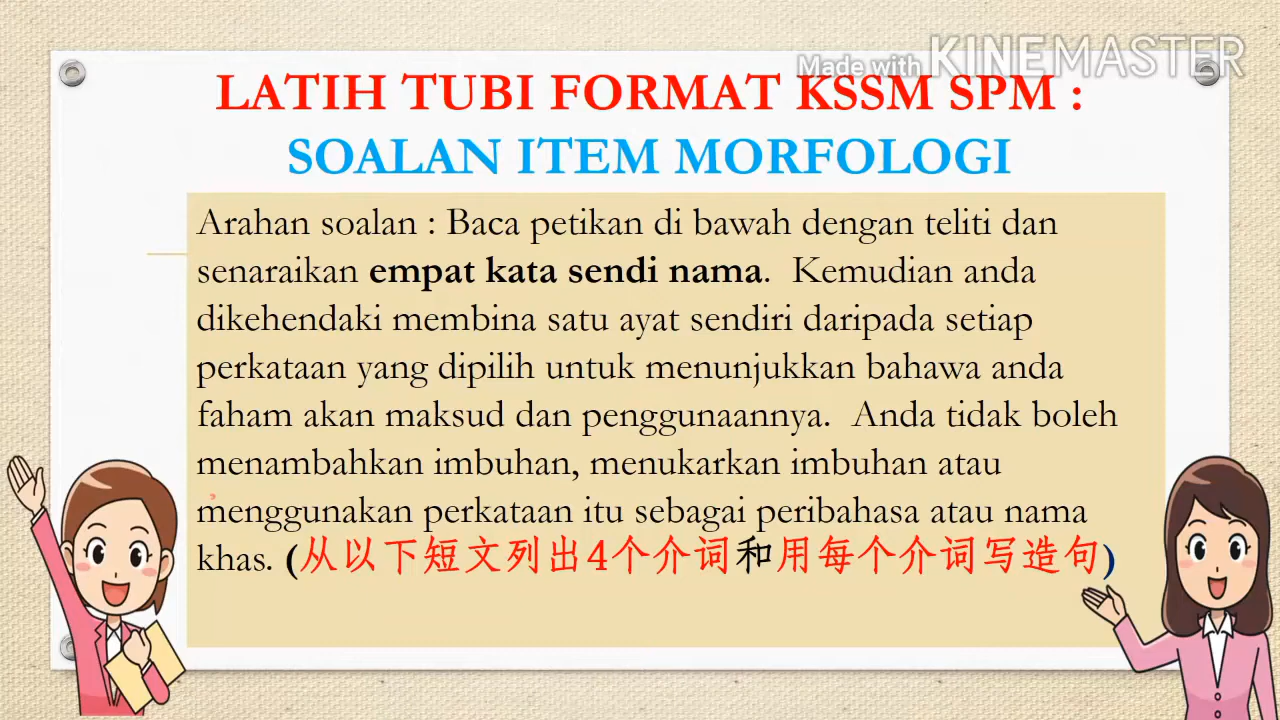 Made with KINEMASTER
LATIH TUBI FORMAT KSSM SPM :
SOALAN ITEM MORFOLOGI
Arahan soalan : Baca petikan di bawah dengan teliti dan
senaraikan empat kata sendi nama. Kemudian anda
dikehendaki membina satu ayat sendiri daripada setiap
perkataan yang dipilih untuk menunjukkan bahawa anda
faham akan maksud dan penggunaannya. Anda tidak boleh
menambahkan imbuhan, menukarkan imbuhan atau
menggunakan perkataan itu sebagai peribahasa atau nama
khas. (从以下短文列出4个介词和用每个介词写造句)